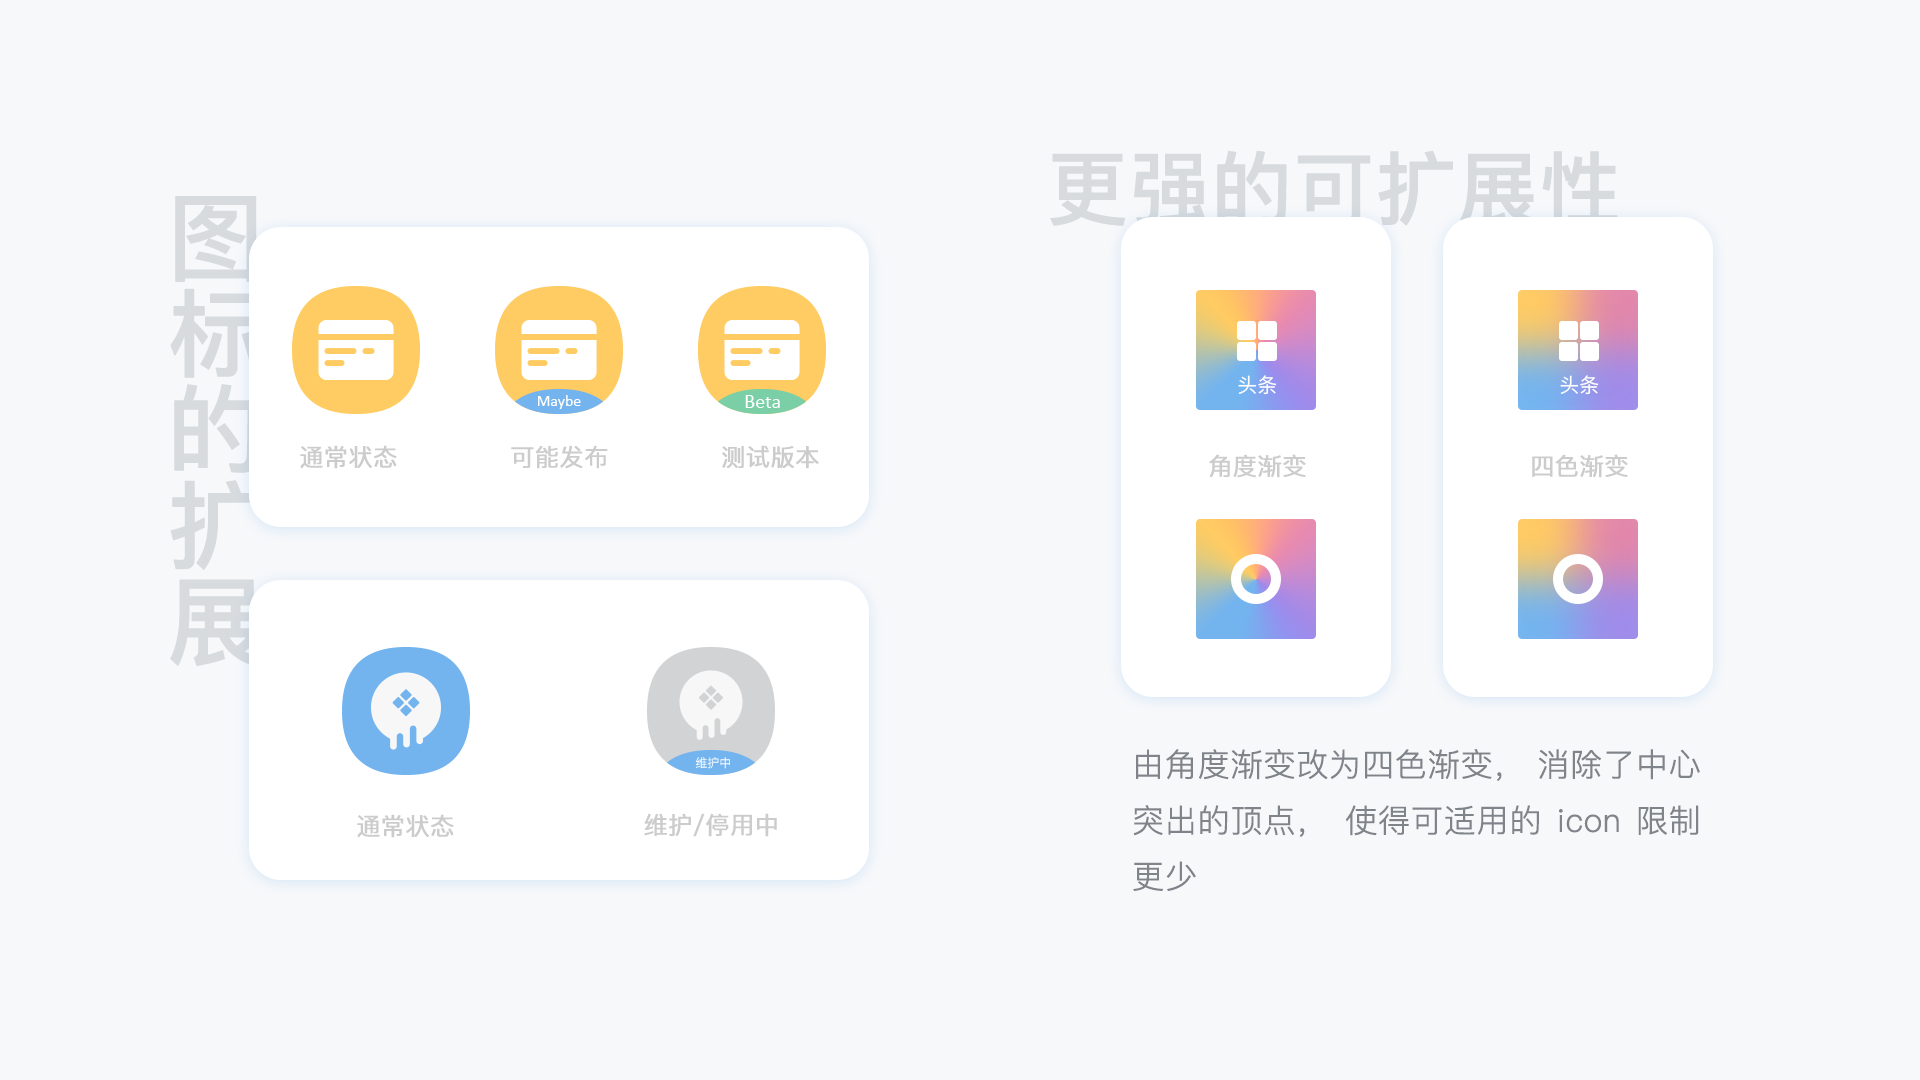 图标的扩展
Maybe
Beta
通常状态
可能发布
测试版本
维护中
通常状态
维护/停用中
更强的可扩展性
头条
头条
角度渐变
四色渐变
由角度渐变改为四色渐变， 消除了中心
突出的顶点， 使得可适用的 icon 限制
更少